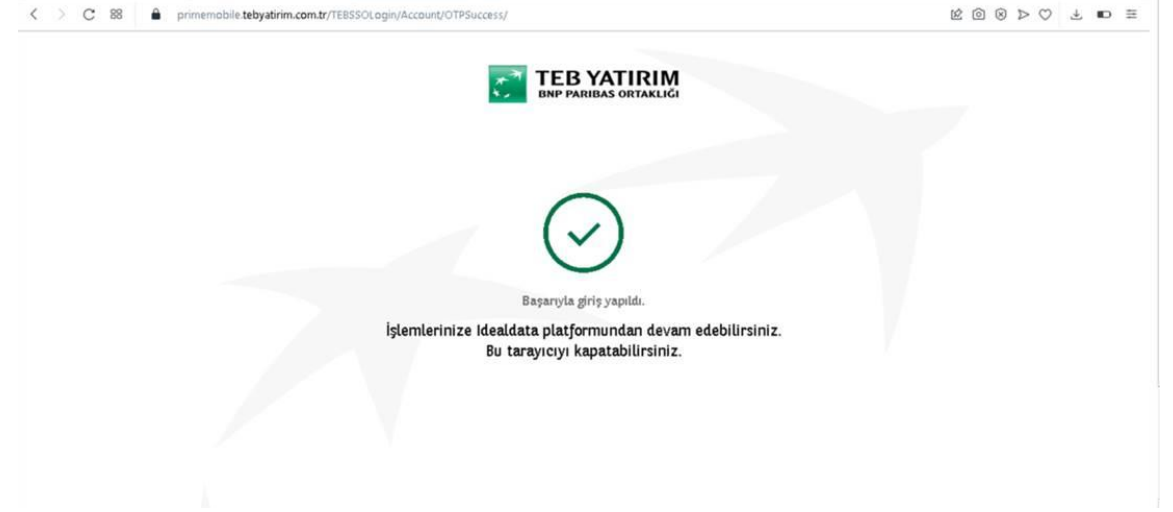 primemobile.tebyatirim.com.tr/TEBSSOLogin/Account/OTPSuccess/
TEB YATIRIM
BNP PARIBAS ORTAKLIĞI
Başarıyla giriş yapıldı.
İşlemlerinize Idealdata platformundan devam edebilirsiniz.
Bu tarayıcıyı kapatabilirsiniz.